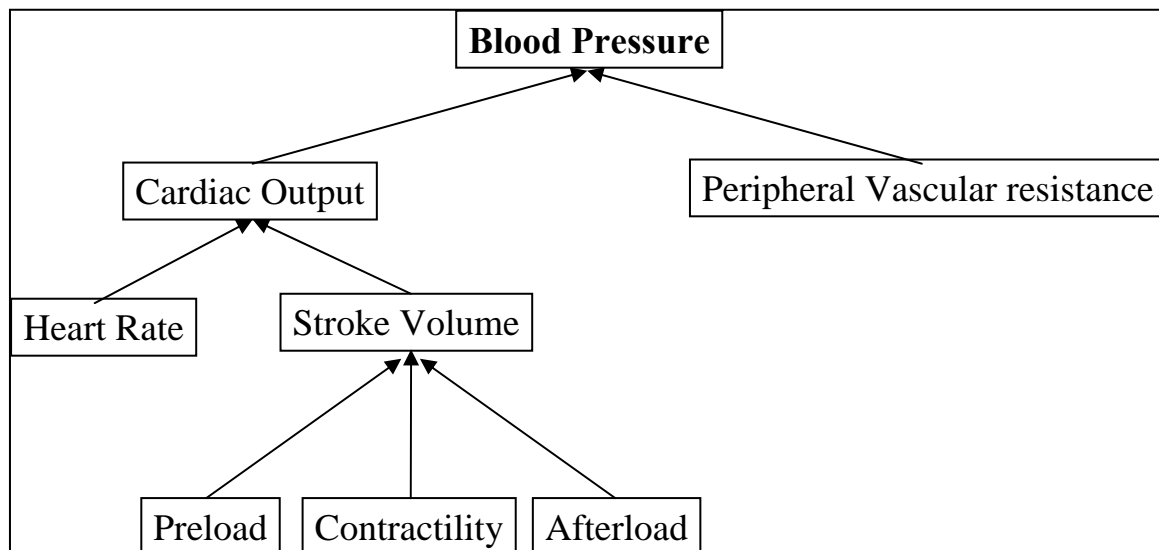 Blood Pressure
Cardiac Output
Peripheral Vascular resistance
Heart Rate
Stroke Volume
Preload
Contractility
Afterload